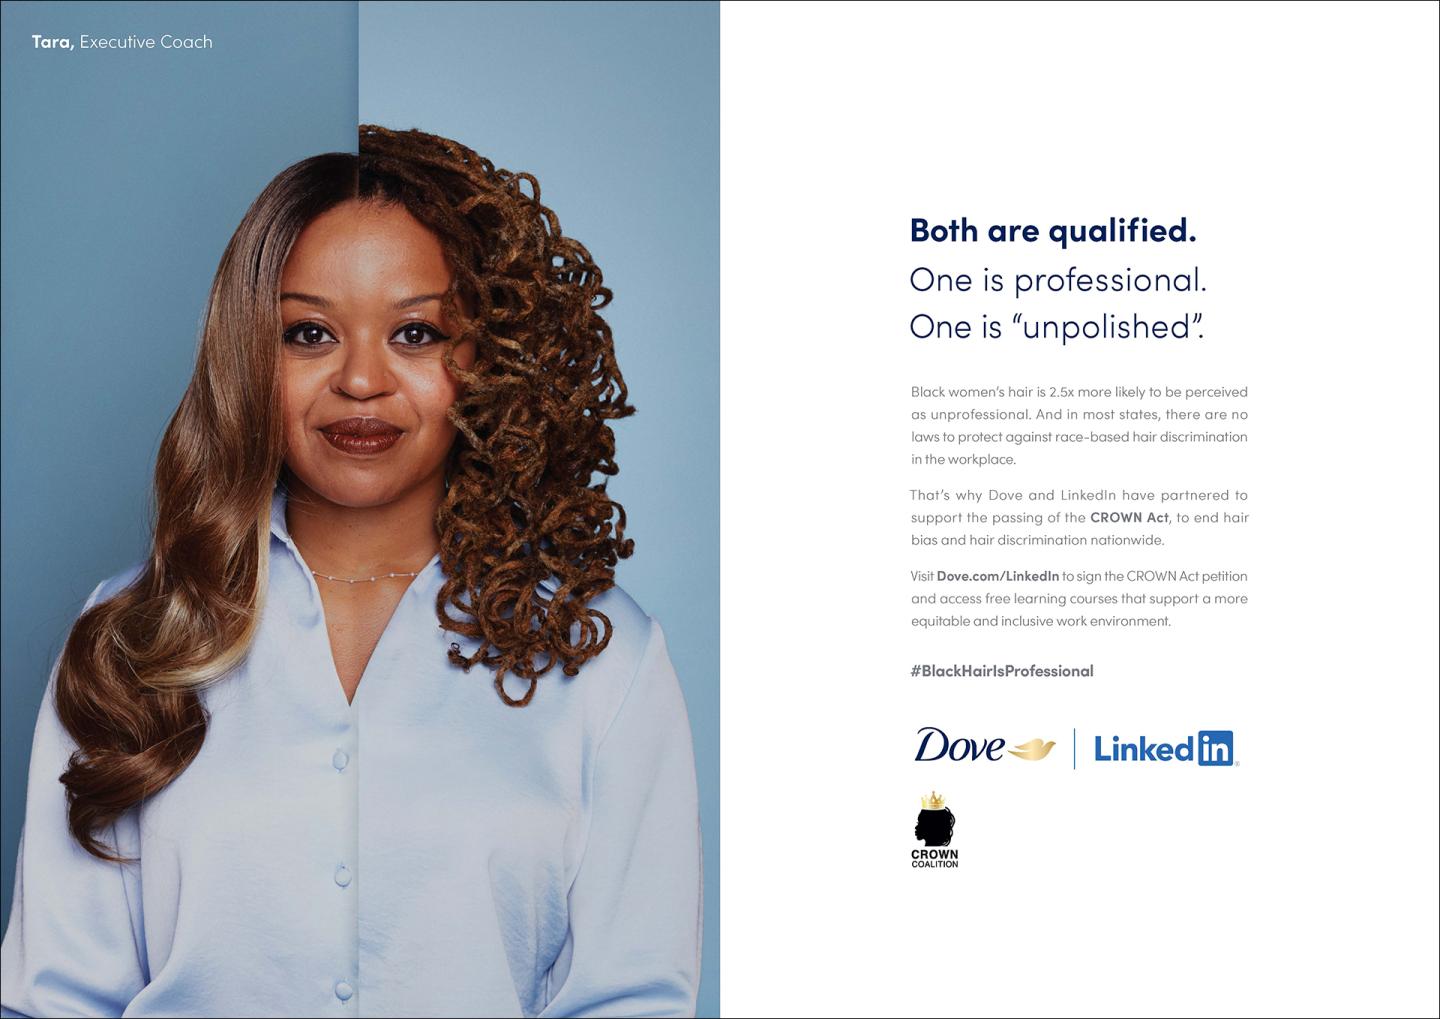 Tara, Executive Coach
Both are qualified.
One is professional.
One is “unpolished”.
Black women’s hair is 2.5x more likely to be perceived
as unprofessional. And in most states, there are no
laws to protect against race-based hair discrimination
in the workplace.
That’s why Dove and LinkedIn have partnered to
support the passing of the CROWN Act, to end hair
bias and hair discrimination nationwide.
Visit Dove.com/LinkedIn to sign the CROWN Act petition
and access free learning courses that support a more
equitable and inclusive work environment.
#BlackHairIsProfessional
Dove | Linkedin®
CROWN
COALITION